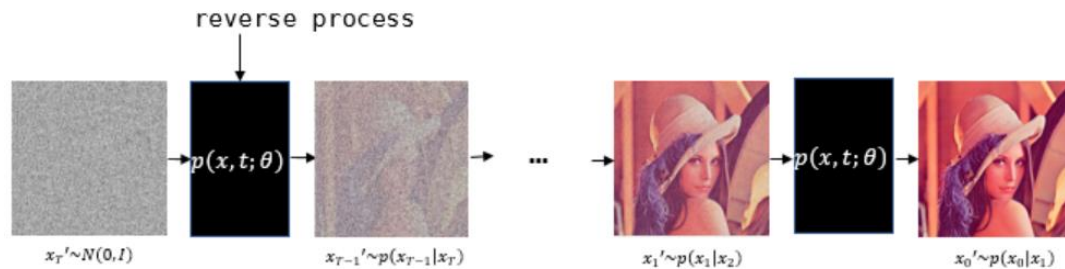 reverse process
p(x, t; θ)
p(x, t; θ)
...
x_T'~N(0, I)
x_{T−1}'~p(x_{T−1}|x_T)
x_1'~p(x_1|x_2)
x_0'~p(x_0|x_1)